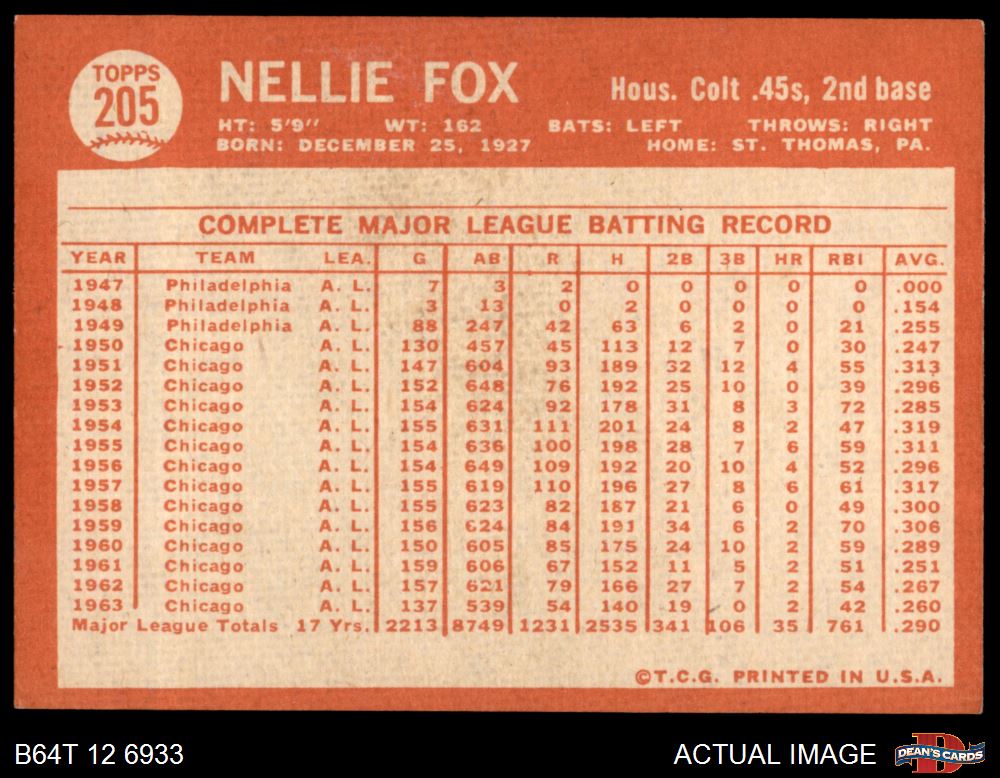 TOPPS
205
NELLIE FOX
Hous. Colt .45s, 2nd base
HT: 5'9" WT: 162 BATS: LEFT THROWS: RIGHT
BORN: DECEMBER 25, 1927 HOME: ST. THOMAS, PA.
COMPLETE MAJOR LEAGUE BATTING RECORD
YEAR TEAM LEA. G AB R H 2B 3B HR RBI AVG.
1947 Philadelphia A. L. 7 3 2 0 0 0 0 0 .000
1948 Philadelphia A. L. 3 13 0 2 0 0 0 0 .154
1949 Philadelphia A. L. 88 247 42 63 6 2 0 21 .255
1950 Chicago A. L. 130 457 45 113 12 7 0 30 .247
1951 Chicago A. L. 147 604 93 189 32 12 4 55 .313
1952 Chicago A. L. 152 648 76 192 25 10 0 39 .296
1953 Chicago A. L. 154 624 92 178 31 8 3 72 .285
1954 Chicago A. L. 155 631 111 201 24 8 2 47 .319
1955 Chicago A. L. 154 636 100 198 28 7 6 59 .311
1956 Chicago A. L. 154 649 109 192 20 10 4 52 .296
1957 Chicago A. L. 155 619 110 196 27 8 6 61 .317
1958 Chicago A. L. 155 623 82 187 21 6 0 49 .300
1959 Chicago A. L. 156 624 84 191 34 6 2 70 .306
1960 Chicago A. L. 150 605 85 175 24 10 2 59 .289
1961 Chicago A. L. 159 606 67 152 11 5 2 51 .251
1962 Chicago A. L. 157 621 79 166 27 7 2 54 .267
1963 Chicago A. L. 137 539 54 140 19 0 2 42 .260
Major League Totals 17 Yrs. 2213 8749 1231 2535 341 106 35 761 .290
©T.C.G. PRINTED IN U.S.A.
B64T 12 6933
ACTUAL IMAGE
D
DEAN'S CARDS